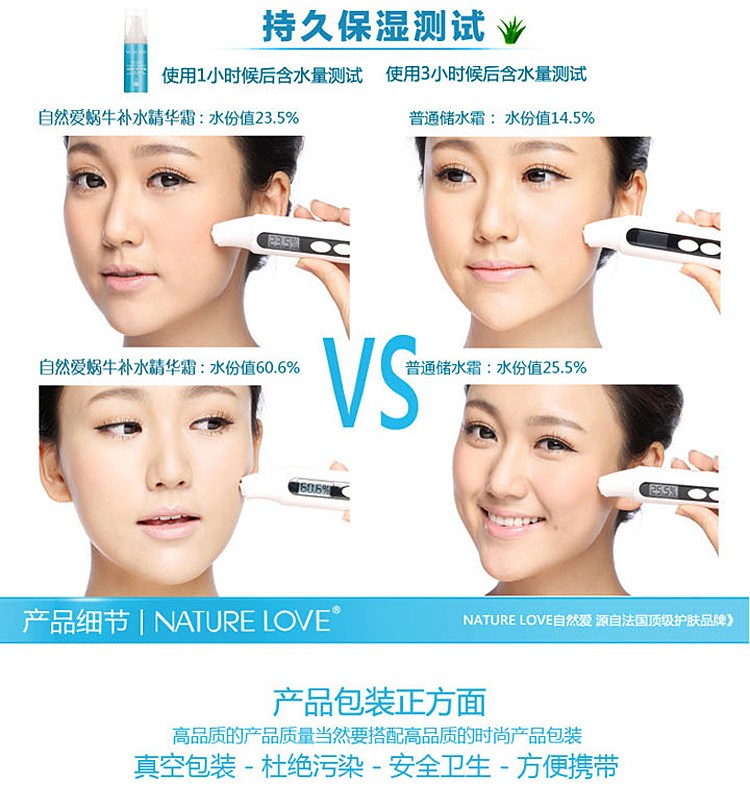 持久保湿测试
使用1小时候后含水量测试 使用3小时候后含水量测试
自然爱蜗牛补水精华霜：水份值23.5% 普通储水霜： 水份值14.5%
23.5%
VS
自然爱蜗牛补水精华霜：水份值60.6% 普通储水霜：水份值25.5%
60.6%
25.5%
产品细节 | NATURE LOVE®
NATURE LOVE自然爱 源自法国顶级护肤品牌》
产品包装正方面
高品质的产品质量当然要搭配高品质的时尚产品包装
真空包装 - 杜绝污染 - 安全卫生 - 方便携带